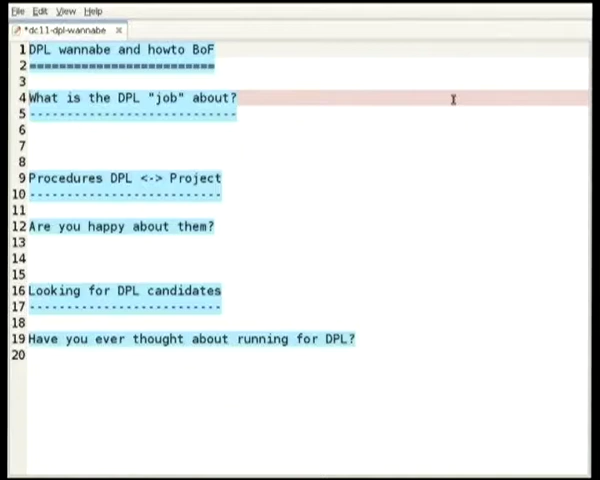 File Edit View Help
*dc11-dpl-wannabe x
1 DPL wannabe and howto BoF
2 =========================
3
4 What is the DPL "job" about?
5 ----------------------------
6
7
8
9 Procedures DPL <-> Project
10 --------------------------
11
12 Are you happy about them?
13
14
15
16 Looking for DPL candidates
17 --------------------------
18
19 Have you ever thought about running for DPL?
20